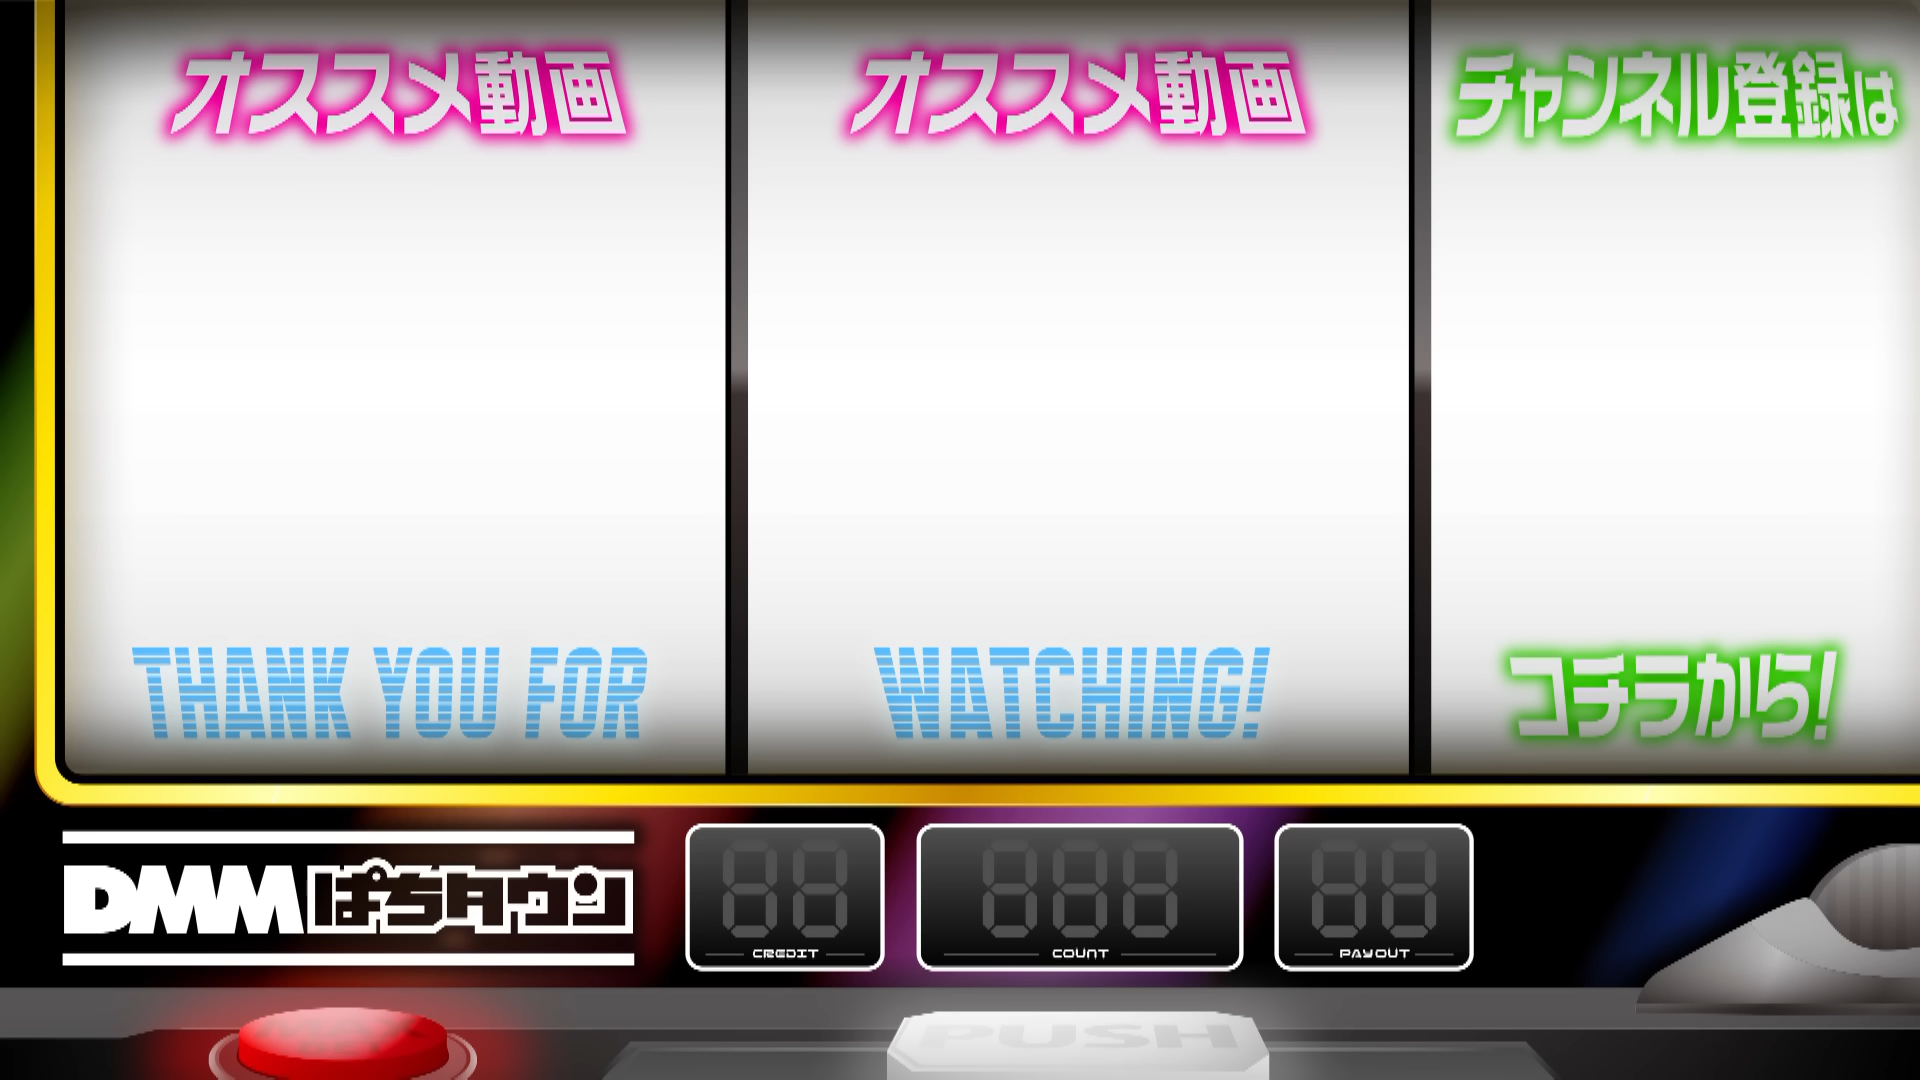 オススメ動画
オススメ動画
チャンネル登録は
THANK YOU FOR
WATCHING!
コチラから!
DMMぱちタウン
CREDIT
COUNT
PAYOUT
PUSH